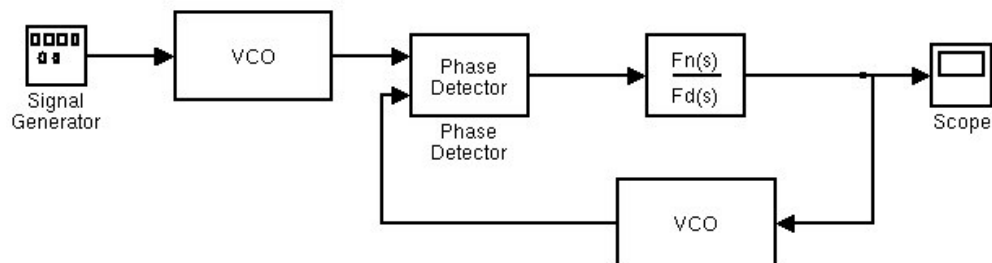 Signal
Generator
VCO
Phase
Detector
Phase
Detector
Fn(s)
Fd(s)
Scope
VCO